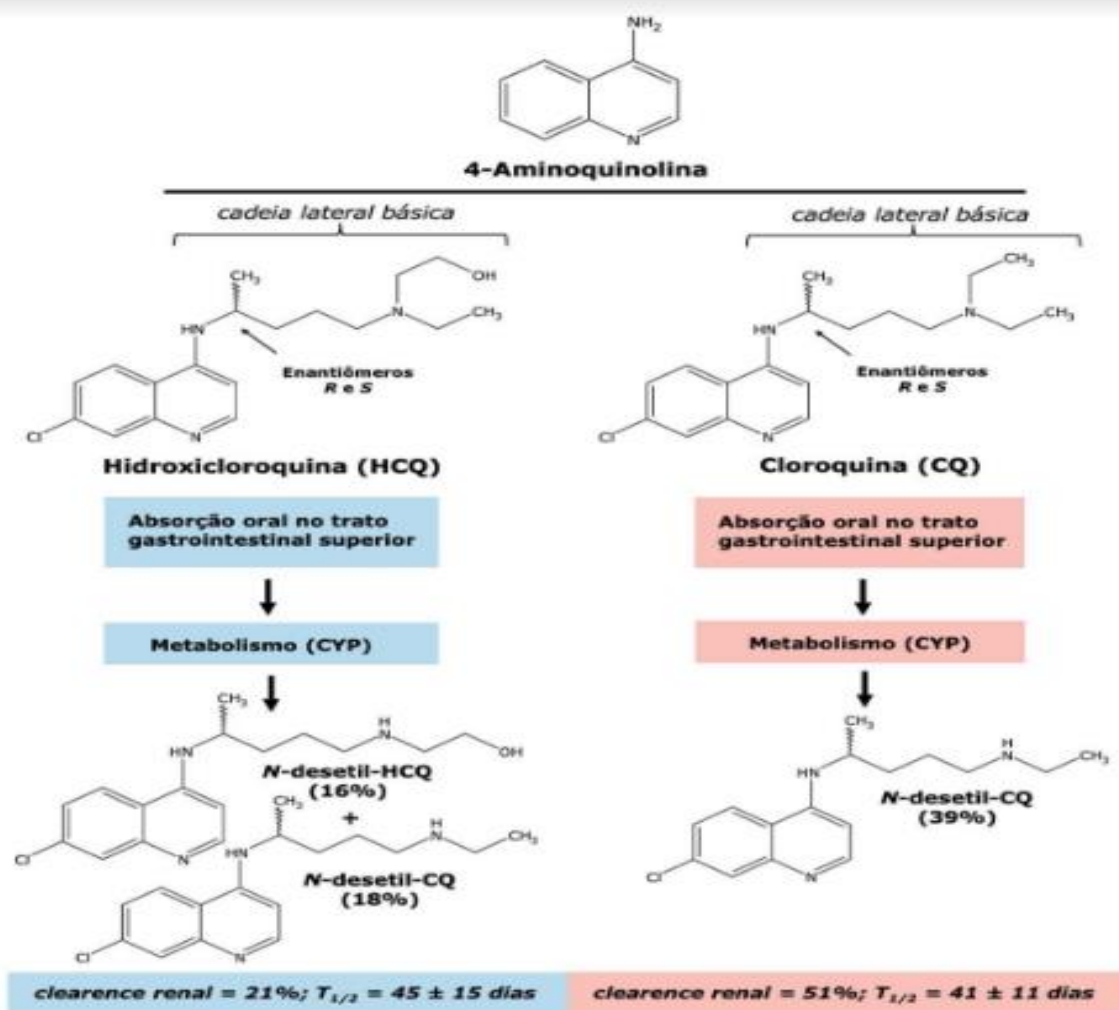 NH₂
N
4-Aminoquinolina
cadeia lateral básica
CH₃
OH
HN
N
CH₃
Enantiômeros
R e S
Cl
N
Hidroxicloroquina (HCQ)
Absorção oral no trato
gastrointestinal superior
Metabolismo (CYP)
CH₃
H
N
HN
OH
N-desetil-HCQ
(16%)
Cl
N
+
CH₃
H
N
HN
CH₃
N-desetil-CQ
(18%)
Cl
N
clearence renal = 21%; T₁/₂ = 45 ± 15 dias
cadeia lateral básica
CH₃
CH₃
HN
N
CH₃
Enantiômeros
R e S
Cl
N
Cloroquina (CQ)
Absorção oral no trato
gastrointestinal superior
Metabolismo (CYP)
CH₃
H
N
HN
CH₃
N-desetil-CQ
(39%)
Cl
N
clearence renal = 51%; T₁/₂ = 41 ± 11 dias